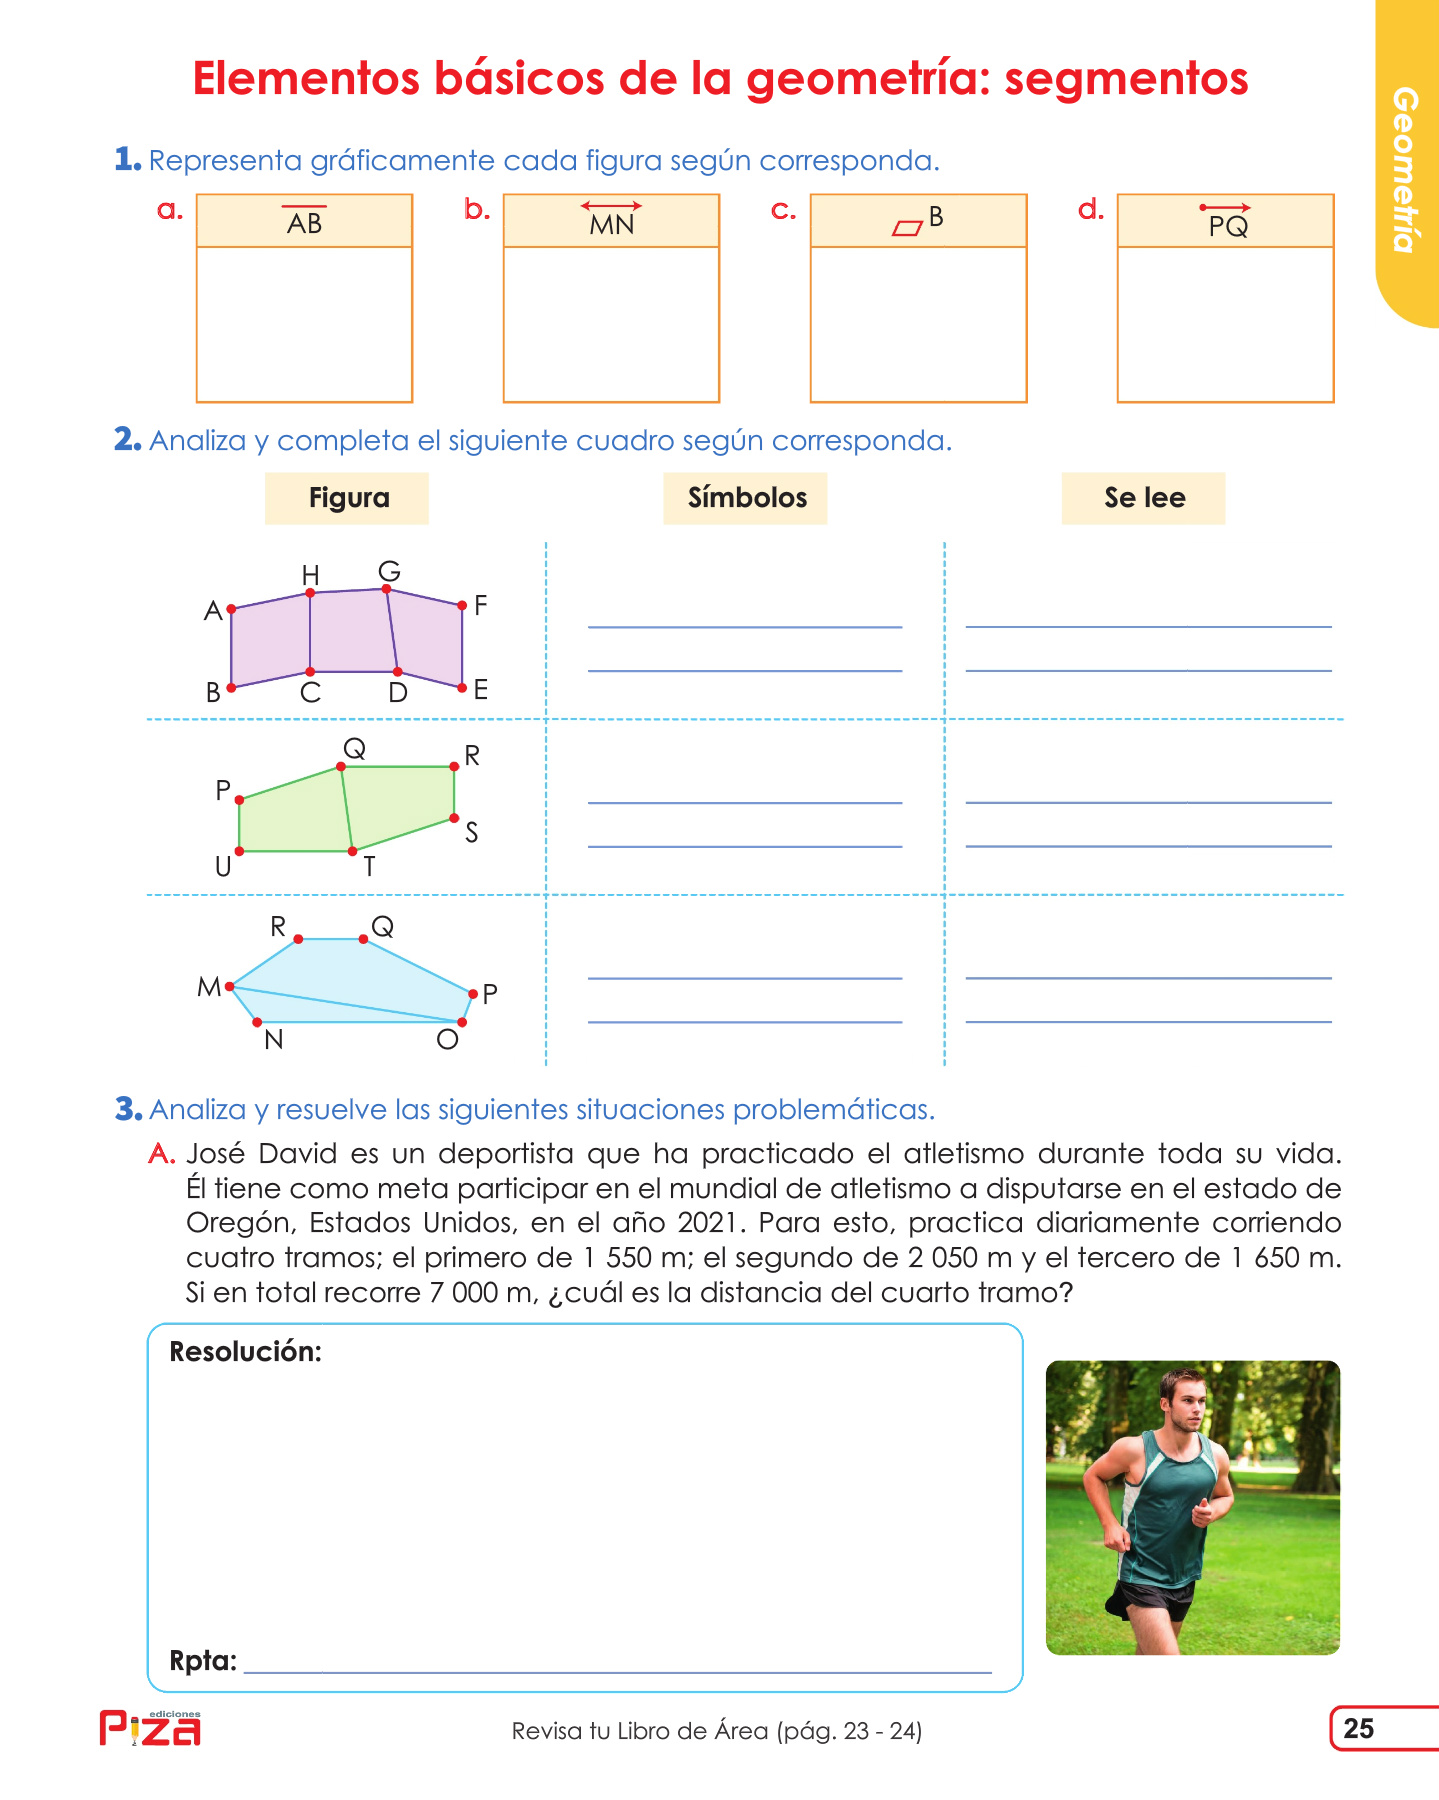 Elementos básicos de la geometría: segmentos
Geometría
1. Representa gráficamente cada figura según corresponda.
a. AB
b. MN
c. B
d. PQ
2. Analiza y completa el siguiente cuadro según corresponda.
Figura Símbolos Se lee
H G
A F
B C D E
Q R
P
S
U T
R Q
M P
N O
3. Analiza y resuelve las siguientes situaciones problemáticas.
A. José David es un deportista que ha practicado el atletismo durante toda su vida.
Él tiene como meta participar en el mundial de atletismo a disputarse en el estado de
Oregón, Estados Unidos, en el año 2021. Para esto, practica diariamente corriendo
cuatro tramos; el primero de 1 550 m; el segundo de 2 050 m y el tercero de 1 650 m.
Si en total recorre 7 000 m, ¿cuál es la distancia del cuarto tramo?
Resolución:
Rpta:
ediciones
Piza
Revisa tu Libro de Área (pág. 23 - 24)
25